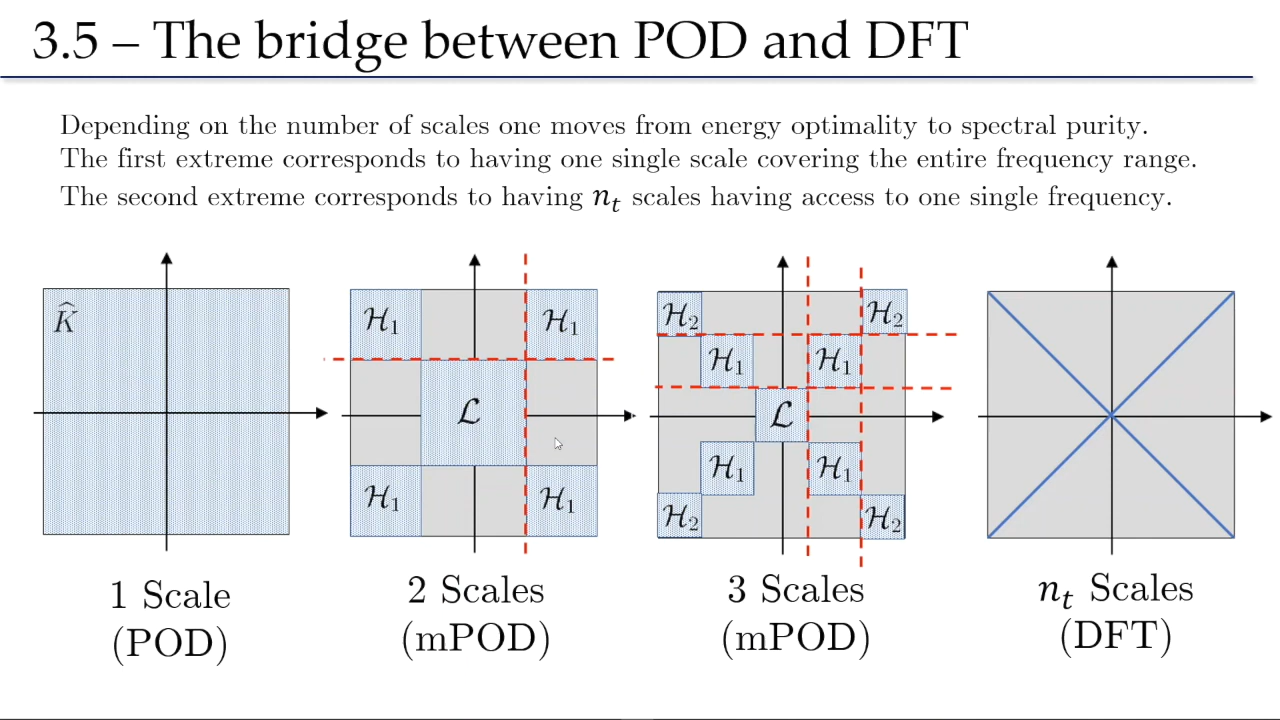 3.5 – The bridge between POD and DFT
Depending on the number of scales one moves from energy optimality to spectral purity.
The first extreme corresponds to having one single scale covering the entire frequency range.
The second extreme corresponds to having nₜ scales having access to one single frequency.
K̂
ℋ₁ ℋ₁
ℒ
ℋ₁ ℋ₁
ℋ₂ ℋ₂
ℋ₁ ℋ₁
ℒ
ℋ₁ ℋ₁
ℋ₂ ℋ₂
1 Scale
(POD)
2 Scales
(mPOD)
3 Scales
(mPOD)
nₜ Scales
(DFT)